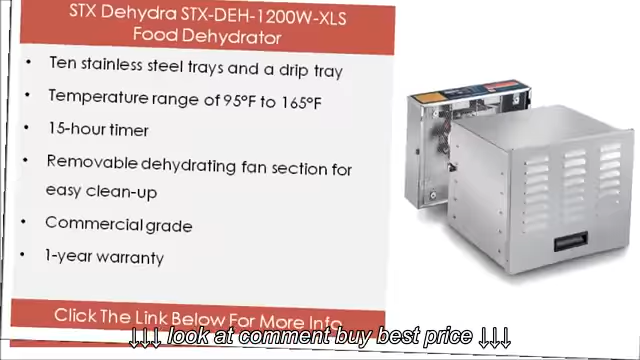 STX Dehydra STX-DEH-1200W-XLS
Food Dehydrator
• Ten stainless steel trays and a drip tray
• Temperature range of 95°F to 165°F
• 15-hour timer
• Removable dehydrating fan section for
easy clean-up
• Commercial grade
• 1-year warranty
Click The Link Below For More Info
↓↓↓ look at comment buy best price ↓↓↓